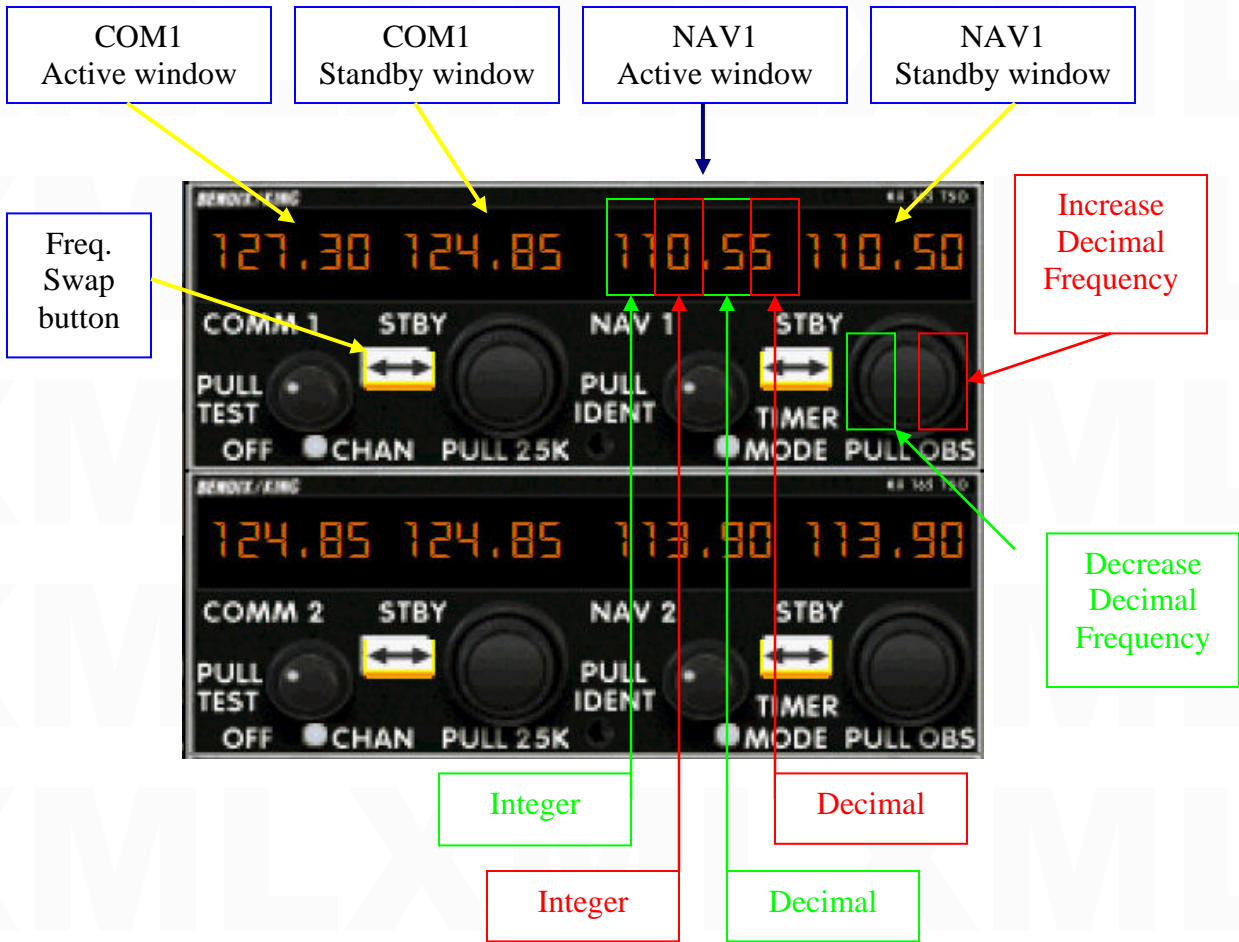 COM1
Active window
COM1
Standby window
NAV1
Active window
NAV1
Standby window
Freq.
Swap
button
Increase
Decimal
Frequency
BENDIX/KING
127.30 124.85 110.55 110.50
COMM 1 STBY NAV 1 STBY
PULL
TEST
PULL
IDENT
TIMER
OFF CHAN PULL 25K MODE PULL OBS
BENDIX/KING
124.85 124.85 113.90 113.90
COMM 2 STBY NAV 2 STBY
PULL
TEST
PULL
IDENT
TIMER
OFF CHAN PULL 25K MODE PULL OBS
Decrease
Decimal
Frequency
Integer
Decimal
Integer
Decimal